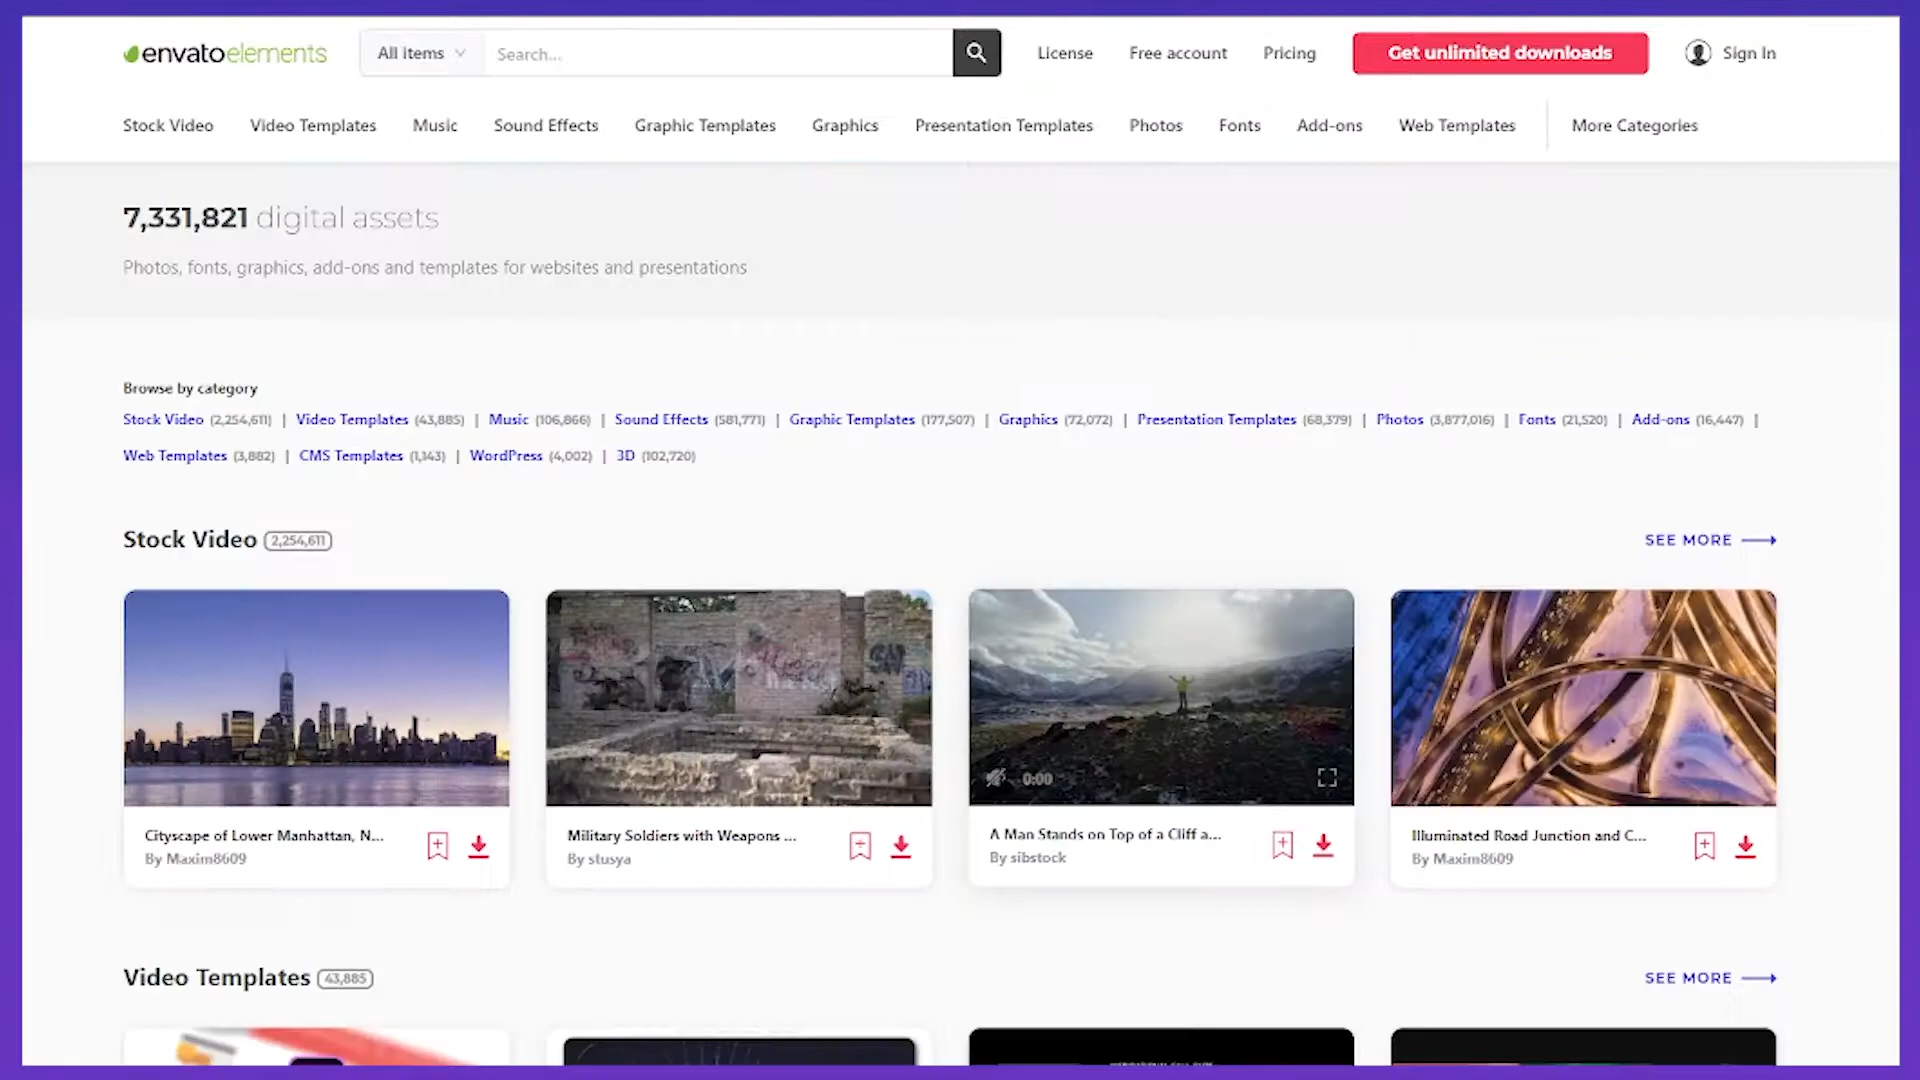 envatoelements
All items
Search...
License
Free account
Pricing
Get unlimited downloads
Sign In
Stock Video
Video Templates
Music
Sound Effects
Graphic Templates
Graphics
Presentation Templates
Photos
Fonts
Add-ons
Web Templates
More Categories
7,331,821 digital assets
Photos, fonts, graphics, add-ons and templates for websites and presentations
Browse by category
Stock Video (2,254,611) | Video Templates (43,885) | Music (106,866) | Sound Effects (581,771) | Graphic Templates (177,507) | Graphics (72,072) | Presentation Templates (68,379) | Photos (3,877,016) | Fonts (21,520) | Add-ons (16,447) |
Web Templates (3,882) | CMS Templates (1,143) | WordPress (4,002) | 3D (102,720)
Stock Video 2,254,611
SEE MORE
0:00
Cityscape of Lower Manhattan, N...
By Maxim8609
Military Soldiers with Weapons ...
By stusya
A Man Stands on Top of a Cliff a...
By sibstock
Illuminated Road Junction and C...
By Maxim8609
Video Templates 43,885
SEE MORE